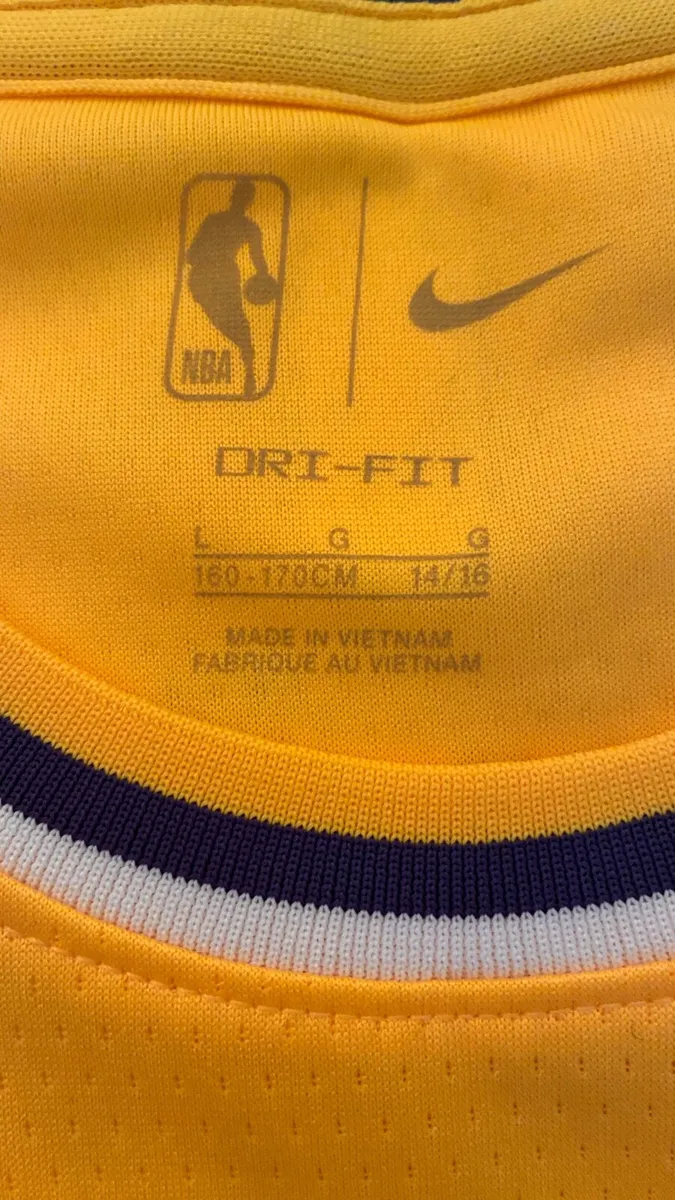 NBA
DRI-FIT
L G G
160-170CM 14/16
MADE IN VIETNAM
FABRIQUE AU VIETNAM